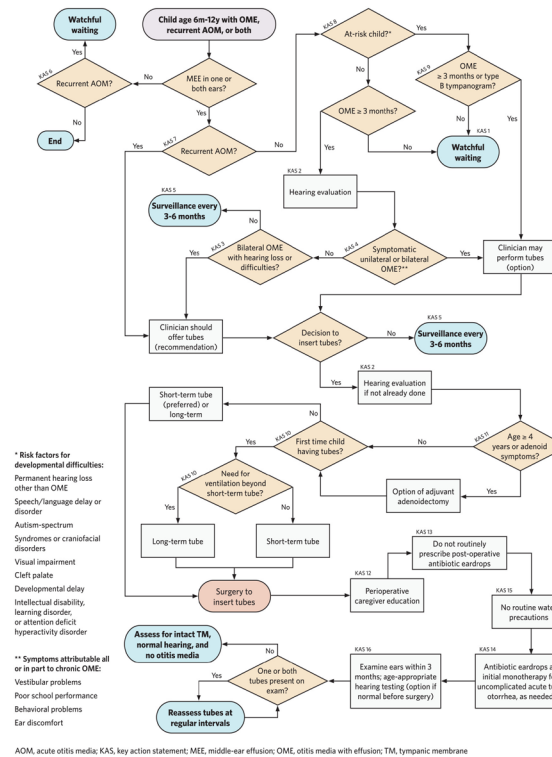 Watchful
waiting
Child age 6m-12y with OME,
recurrent AOM, or both
KAS 8
At-risk child?*
Yes
Yes
KAS 6
Recurrent AOM?
No
MEE in one or
both ears?
No
KAS 9
OME
≥ 3 months or type
B tympanogram?
No
Yes
OME ≥ 3 months?
No
No
Yes
End
KAS 7
Yes
Recurrent AOM?
No
Yes
KAS 1
Watchful
waiting
KAS 2
Hearing evaluation
KAS 5
Surveillance every
3-6 months
No
KAS 3
Bilateral OME
with hearing loss or
difficulties?
Yes
No
KAS 4
Symptomatic
unilateral or bilateral
OME?**
Yes
Clinician may
perform tubes
(option)
Clinician should
offer tubes
(recommendation)
Decision to
insert tubes?
No
KAS 5
Surveillance every
3-6 months
Yes
KAS 2
Hearing evaluation
if not already done
Short-term tube
(preferred) or
long-term
No
Yes
KAS 10
First time child
having tubes?
No
KAS 11
Age ≥ 4
years or adenoid
symptoms?
KAS 10
Need for
ventilation beyond
short-term tube?
Yes
No
Option of adjuvant
adenoidectomy
Yes
Long-term tube
Short-term tube
KAS 13
Do not routinely
prescribe post-operative
antibiotic eardrops
KAS 12
Perioperative
caregiver education
Surgery to
insert tubes
KAS 15
No routine
precautions
Assess for intact TM,
normal hearing, and
no otitis media
No
One or both
tubes present on
exam?
Yes
Reassess tubes at
regular intervals
KAS 16
Examine ears within 3
months; age-appropriate
hearing testing (option if
normal before surgery)
KAS 14
Antibiotic eardrops
initial monotherapy
uncomplicated acute
otorrhea, as needed
* Risk factors for
developmental difficulties:
Permanent hearing loss
other than OME
Speech/language delay or
disorder
Autism-spectrum
Syndromes or craniofacial
disorders
Visual impairment
Cleft palate
Developmental delay
Intellectual disability,
learning disorder,
or attention deficit
hyperactivity disorder
** Symptoms attributable all
or in part to chronic OME:
Vestibular problems
Poor school performance
Behavioral problems
Ear discomfort
AOM, acute otitis media; KAS, key action statement; MEE, middle-ear effusion; OME, otitis media with effusion; TM, tympanic membrane